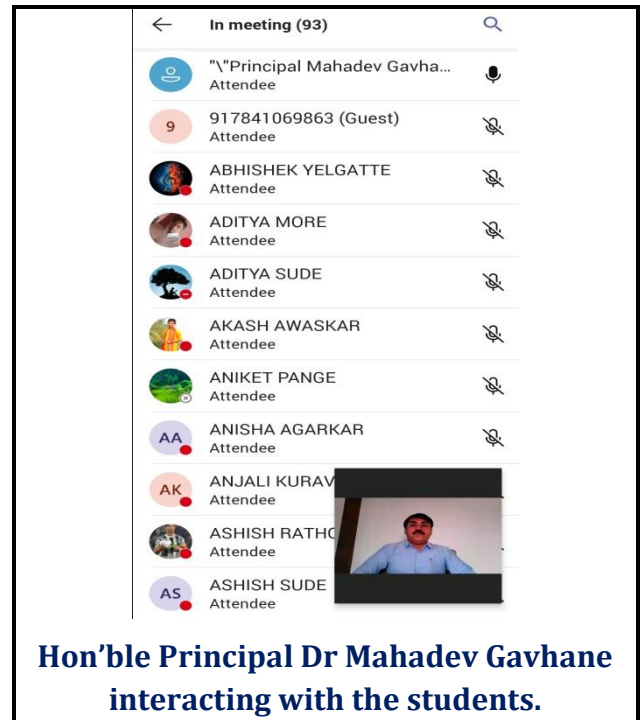 In meeting (93)
"\"Principal Mahadev Gavha...
Attendee
9
917841069863 (Guest)
Attendee
ABHISHEK YELGATTE
Attendee
ADITYA MORE
Attendee
ADITYA SUDE
Attendee
AKASH AWASKAR
Attendee
ANIKET PANGE
Attendee
AA
ANISHA AGARKAR
Attendee
AK
ANJALI KURAV
Attendee
ASHISH RATHO
Attendee
AS
ASHISH SUDE
Attendee
Hon’ble Principal Dr Mahadev Gavhane
interacting with the students.